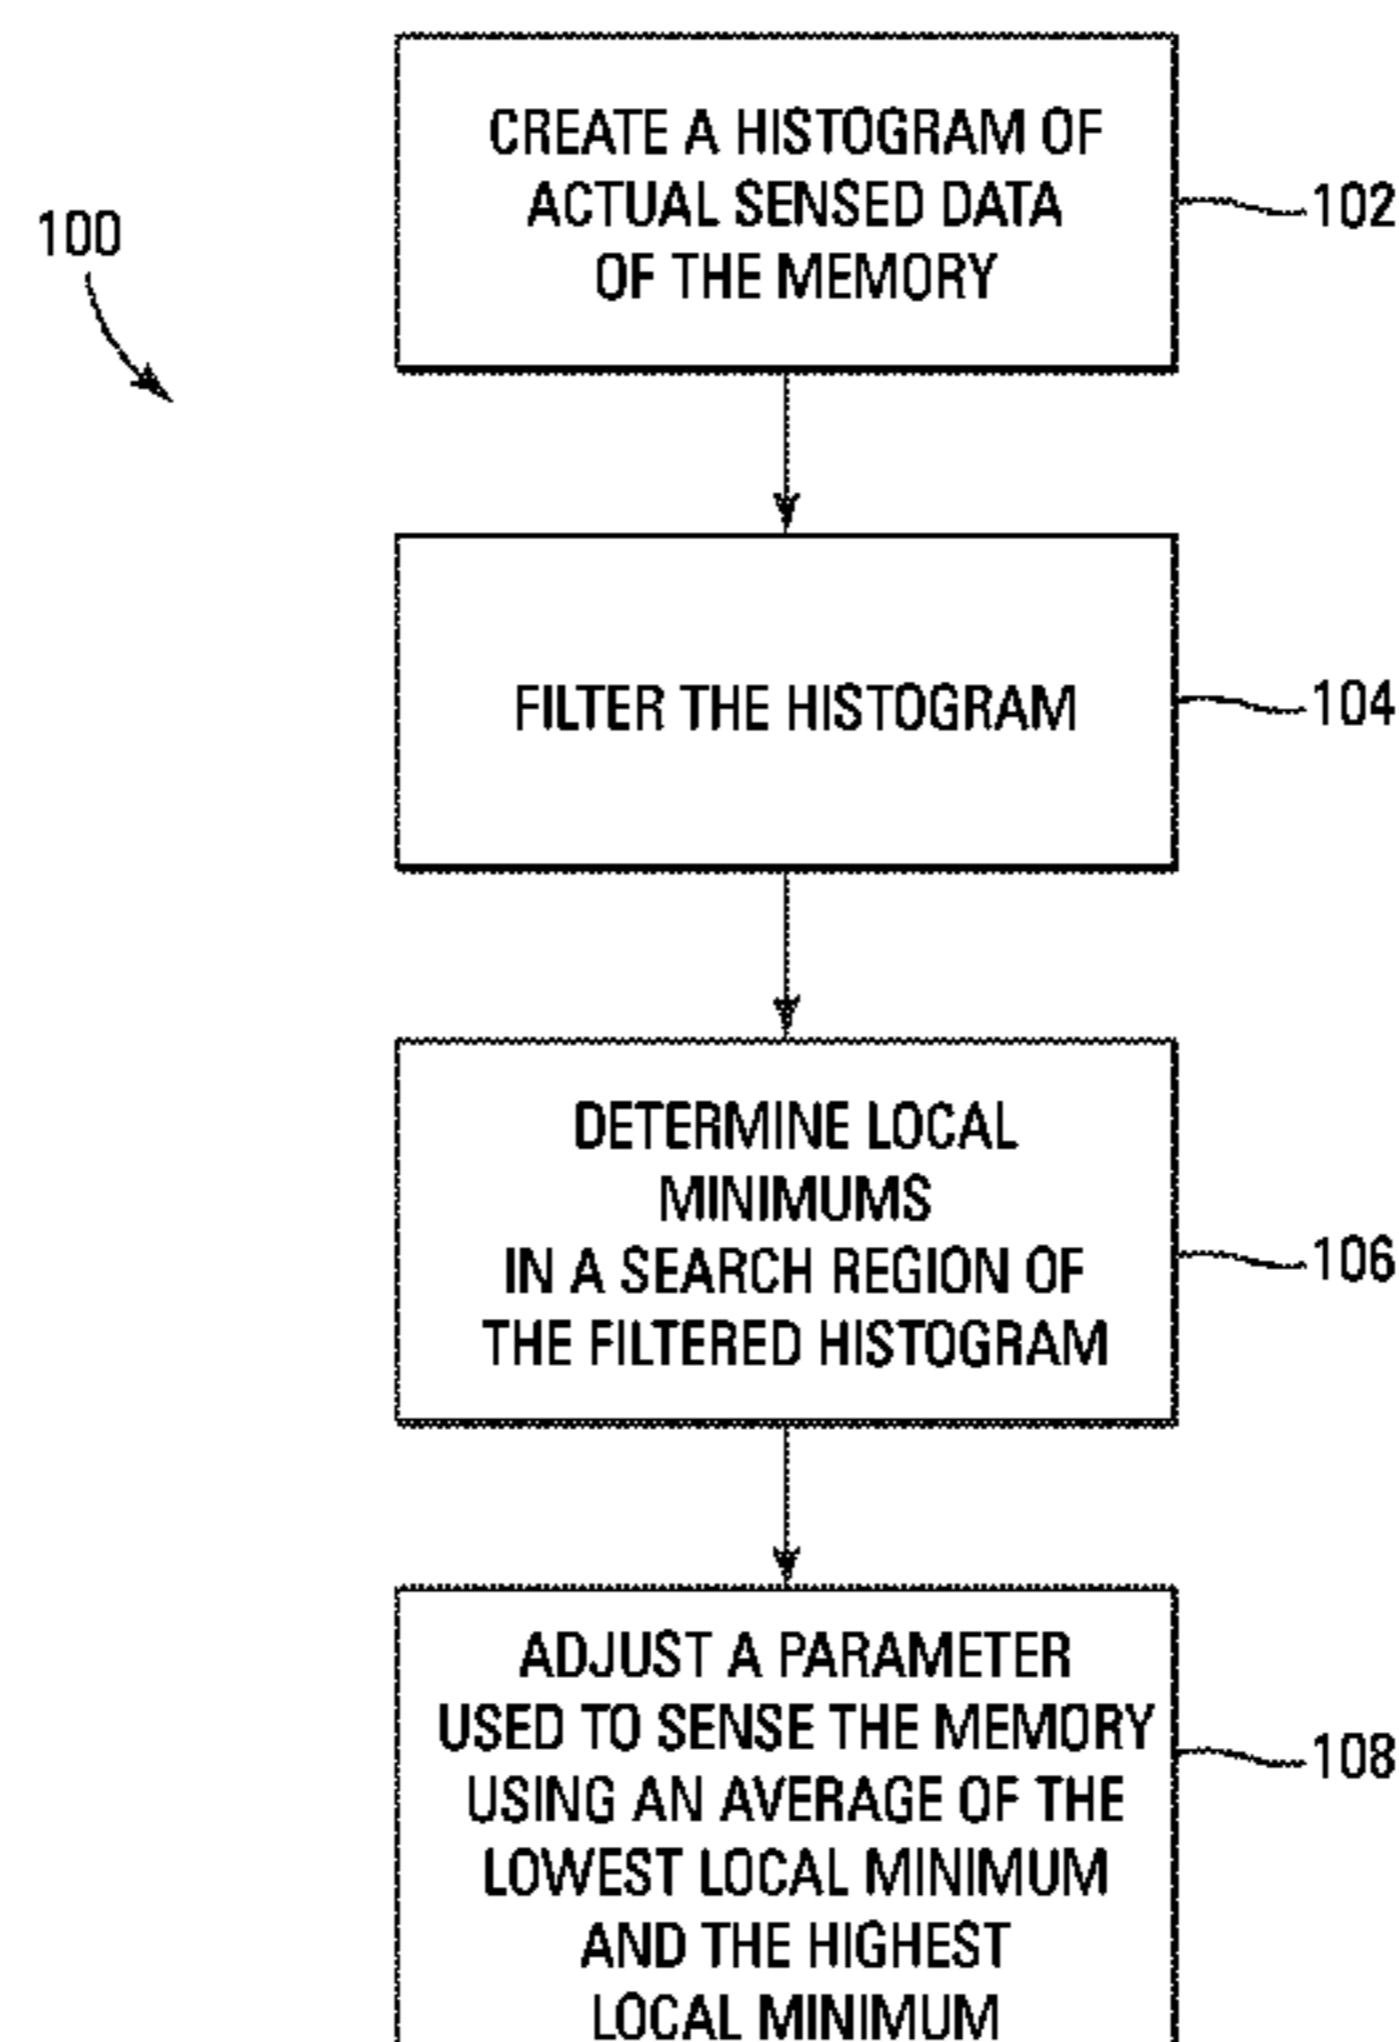 100
CREATE A HISTOGRAM OF
ACTUAL SENSED DATA
OF THE MEMORY
102
FILTER THE HISTOGRAM
104
DETERMINE LOCAL
MINIMUMS
IN A SEARCH REGION OF
THE FILTERED HISTOGRAM
106
ADJUST A PARAMETER
USED TO SENSE THE MEMORY
USING AN AVERAGE OF THE
LOWEST LOCAL MINIMUM
AND THE HIGHEST
LOCAL MINIMUM
108